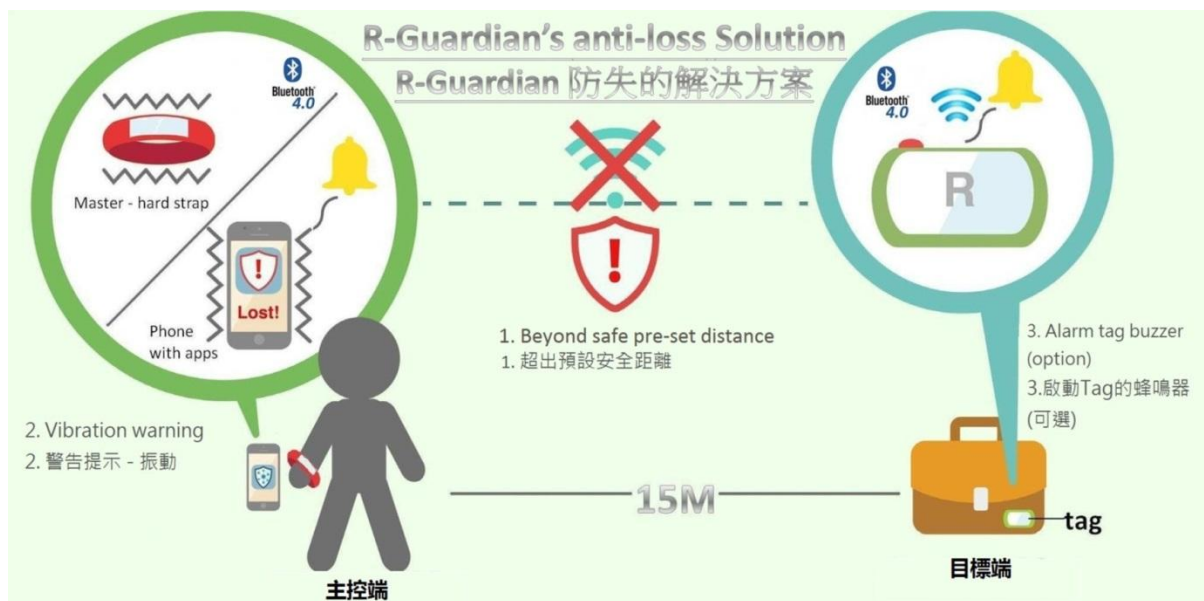 R-Guardian's anti-loss Solution
R-Guardian 防失的解決方案
Bluetooth®
4.0
Master - hard strap
Lost!
Phone
with apps
Bluetooth®
4.0
R
1. Beyond safe pre-set distance
1. 超出預設安全距離
2. Vibration warning
2. 警告提示 - 振動
3. Alarm tag buzzer
(option)
3.啟動Tag的蜂鳴器
(可選)
15M
tag
主控端
目標端